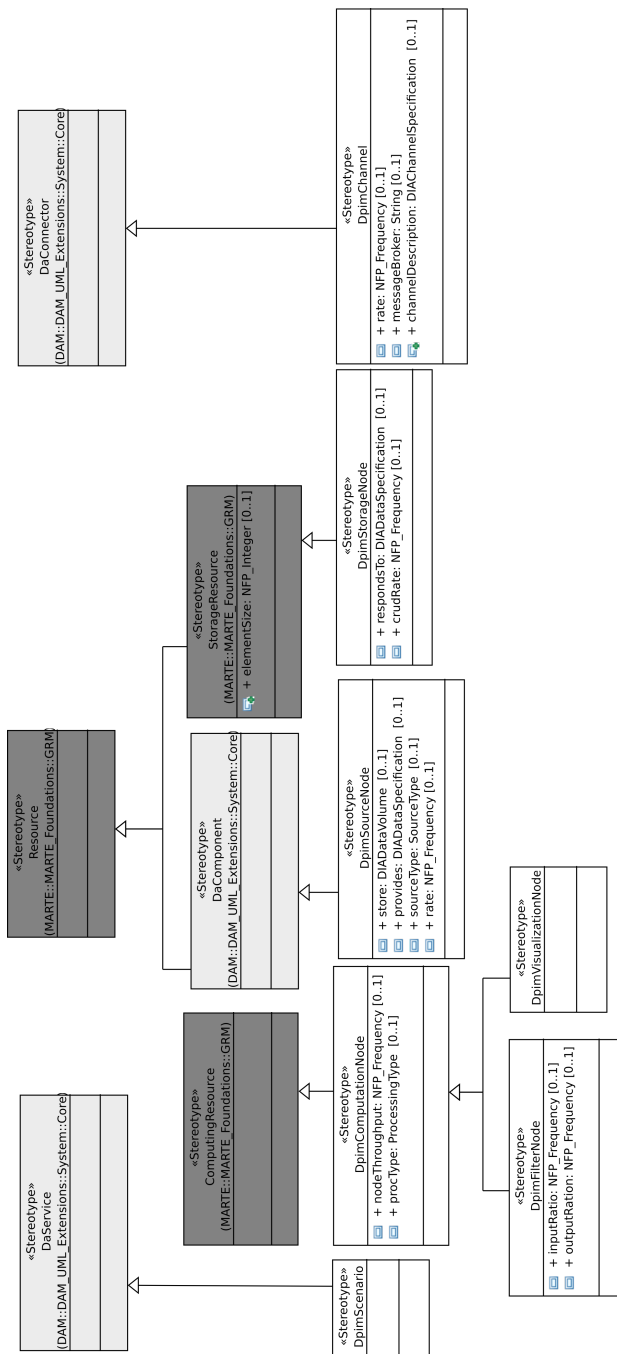 «Stereotype»
DaService
(DAM::DAM_UML_Extensions::System::Core)
«Stereotype»
Resource
(MARTE::MARTE_Foundations::GRM)
«Stereotype»
DaConnector
(DAM::DAM_UML_Extensions::System::Core)
«Stereotype»
ComputingResource
(MARTE::MARTE_Foundations::GRM)
«Stereotype»
DaComponent
(DAM::DAM_UML_Extensions::System::Core)
«Stereotype»
StorageResource
(MARTE::MARTE_Foundations::GRM)
+ elementSize: NFP_Integer [0..1]
«Stereotype»
DpimScenario
«Stereotype»
DpimComputationNode
+ nodeThroughput: NFP_Frequency [0..1]
+ procType: ProcessingType [0..1]
«Stereotype»
DpimSourceNode
+ store: DIADataVolume [0..1]
+ provides: DIADataSpecification [0..1]
+ sourceType: SourceType [0..1]
+ rate: NFP_Frequency [0..1]
«Stereotype»
DpimStorageNode
+ respondsTo: DIADataSpecification [0..1]
+ crudRate: NFP_Frequency [0..1]
«Stereotype»
DpimChannel
+ rate: NFP_Frequency [0..1]
+ messageBroker: String [0..1]
+ channelDescription: DIAChannelSpecification [0..1]
«Stereotype»
DpimFilterNode
+ inputRatio: NFP_Frequency [0..1]
+ outputRation: NFP_Frequency [0..1]
«Stereotype»
DpimVisualizationNode